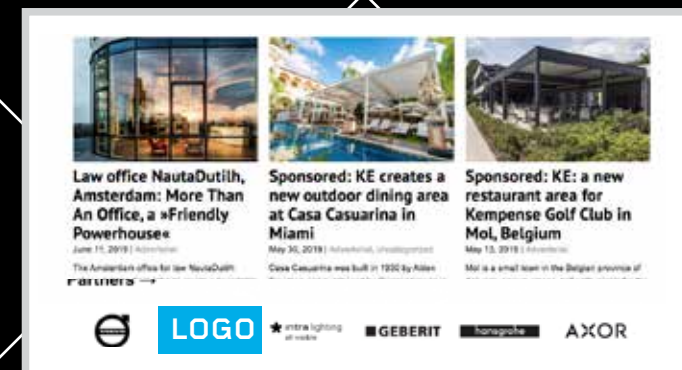 Law office NautaDutilh,
Amsterdam: More Than
An Office, a »Friendly
Powerhouse«
June 11, 2019 | Advertorial
The Amsterdam office for law NautaDutilh
Sponsored: KE creates a
new outdoor dining area
at Casa Casuarina in
Miami
May 30, 2019 | Advertorial, Uncategorized
Casa Casuarina was built in 1930 by Alden
Sponsored: KE: a new
restaurant area for
Kempense Golf Club in
Mol, Belgium
May 13, 2019 | Advertorial
Mol is a small town in the Belgian province of
Partners →
LOGO
intra lighting
GEBERIT
hansgrohe
AXOR